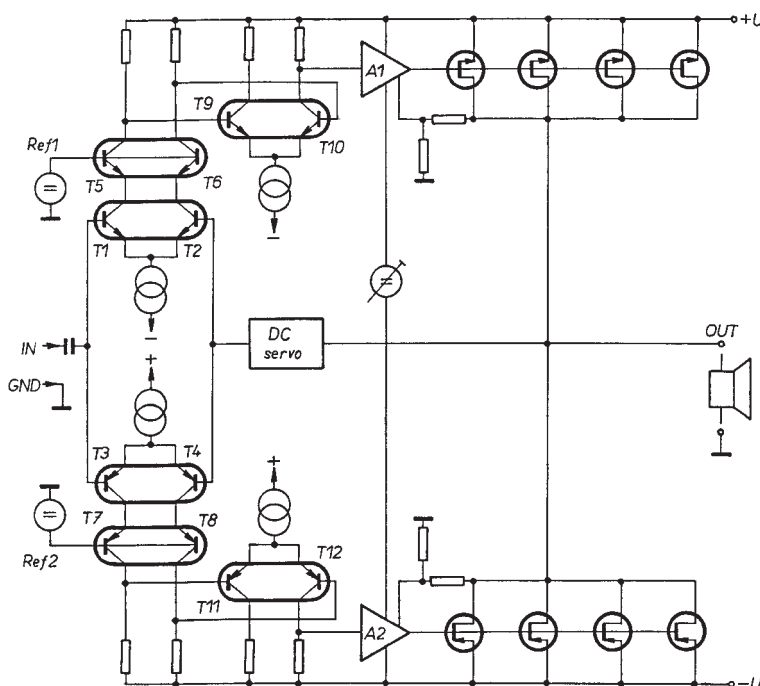 +U
A1
T9
T10
Ref1
T5
T6
T1
T2
IN
GND
DC
servo
OUT
T3
T4
T7
T8
Ref2
T12
T11
A2
-U